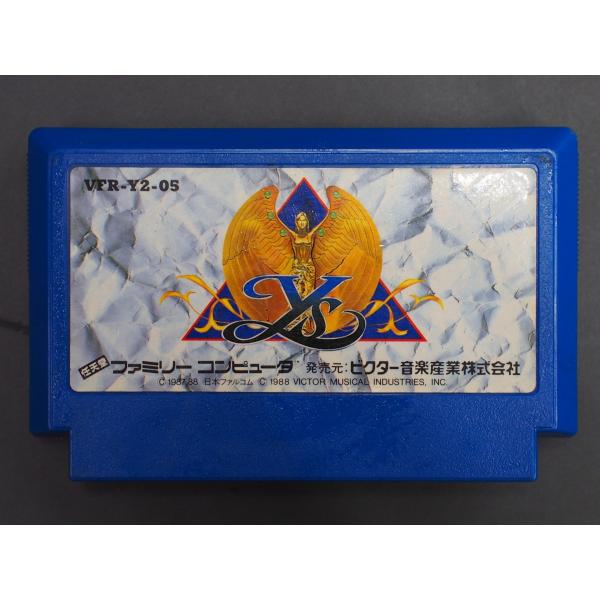 VFR-Y2-05
Ys
任天堂 ファミリー コンピュータ 発売元:ビクター音楽産業株式会社
© 1987,88 日本ファルコム © 1988 VICTOR MUSICAL INDUSTRIES, INC.